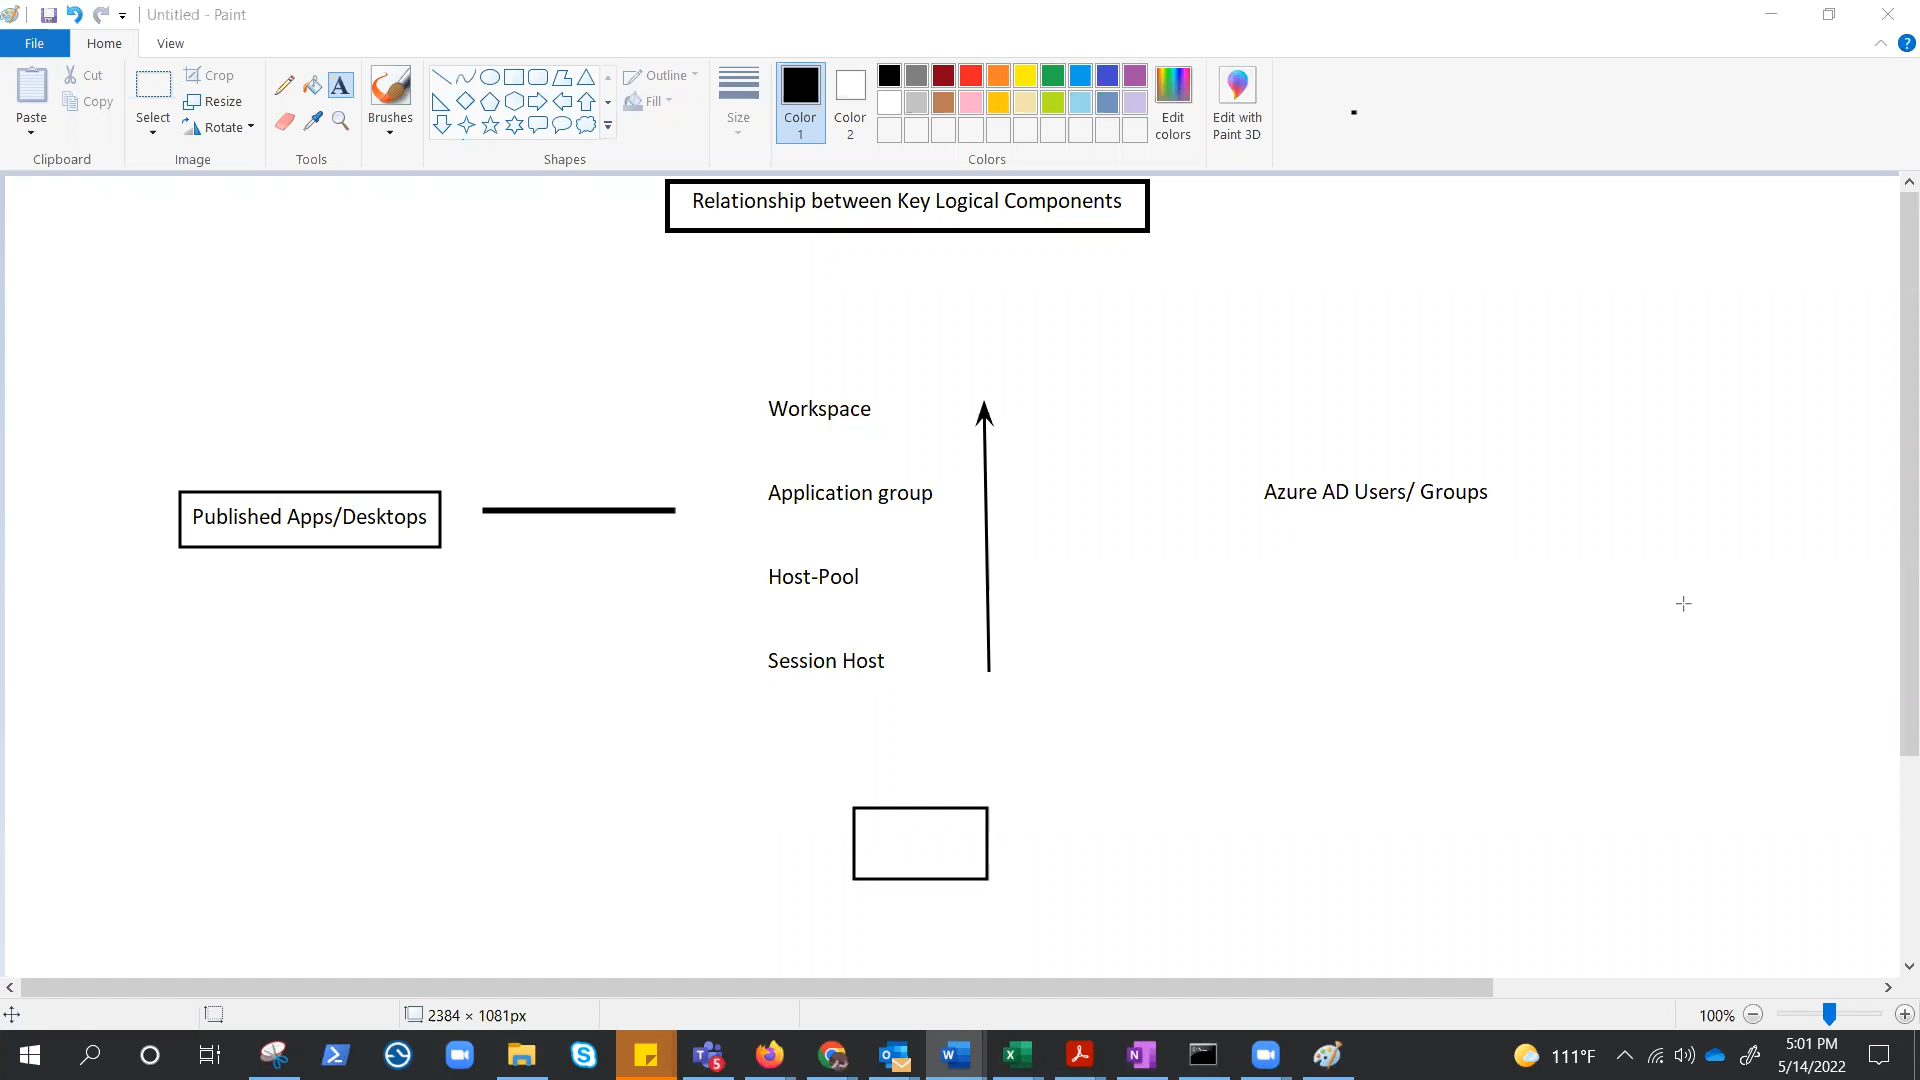 Untitled - Paint
File Home View
Paste
Cut
Copy
Clipboard
Select
Crop
Resize
Rotate
Image
Tools
Brushes
Shapes
Outline
Fill
Size
Color 1
Color 2
Colors
Edit colors
Edit with Paint 3D
Relationship between Key Logical Components
Workspace
Published Apps/Desktops
Application group
Azure AD Users/ Groups
Host-Pool
Session Host
2384 × 1081px
100%
111°F
5:01 PM
5/14/2022